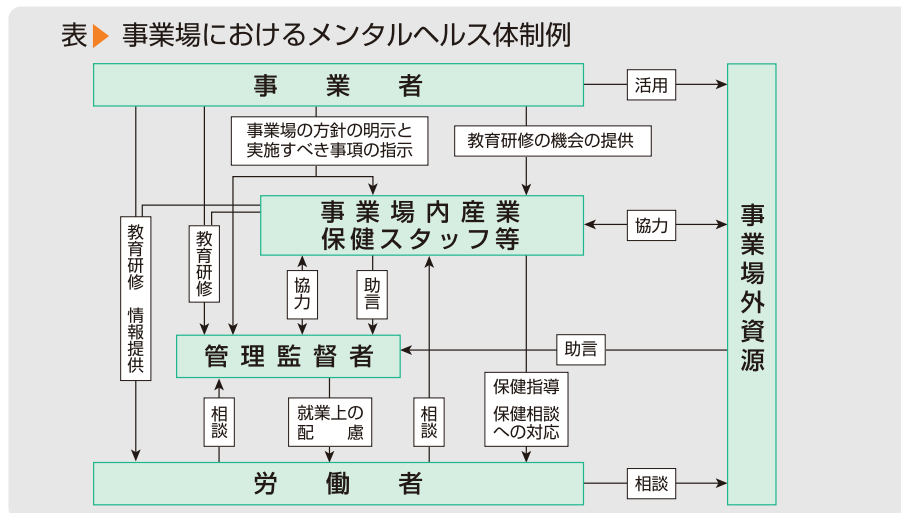 表▶ 事業場におけるメンタルヘルス体制例
事業者
活用
事業場の方針の明示と
実施すべき事項の指示
教育研修の機会の提供
事業場内産業
保健スタッフ等
協力
事業場外資源
教育研修 情報提供
教育研修
協力
助言
管理監督者
助言
相談
就業上の
配慮
相談
保健指導
保健相談
への対応
労働者
相談